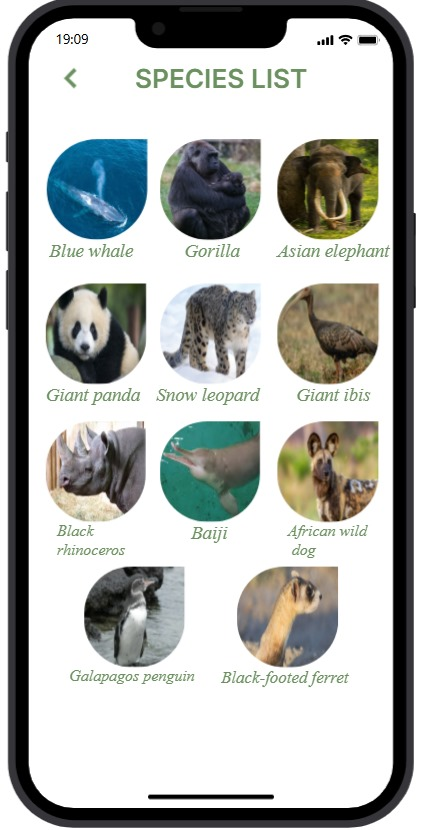 19:09
SPECIES LIST
Blue whale
Gorilla
Asian elephant
Giant panda
Snow leopard
Giant ibis
Black
rhinoceros
Baiji
African wild
dog
Galapagos penguin
Black-footed ferret